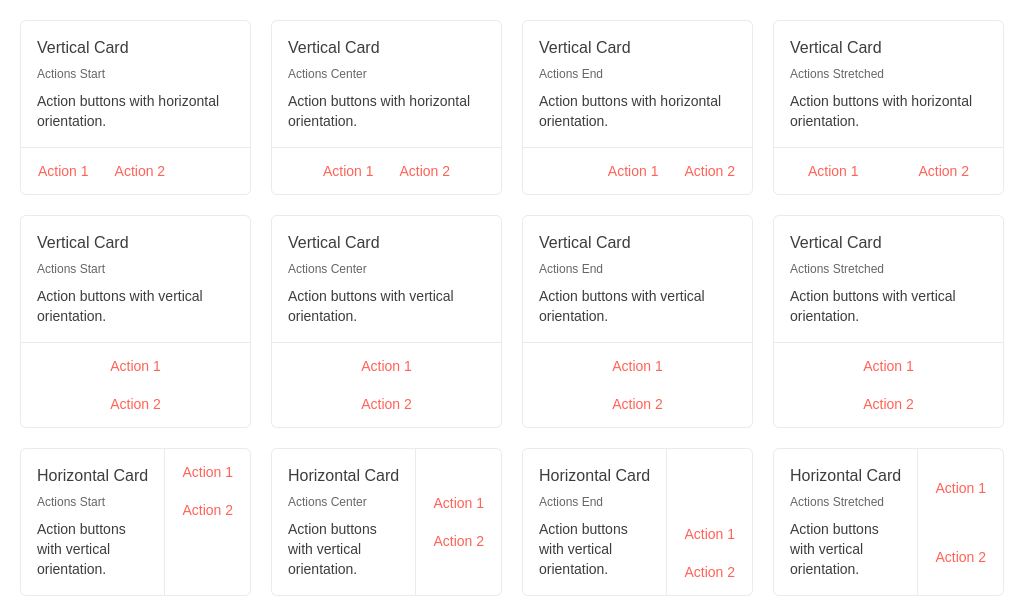 Vertical Card
Actions Start
Action buttons with horizontal
orientation.
Action 1 Action 2
Vertical Card
Actions Center
Action buttons with horizontal
orientation.
Action 1 Action 2
Vertical Card
Actions End
Action buttons with horizontal
orientation.
Action 1 Action 2
Vertical Card
Actions Stretched
Action buttons with horizontal
orientation.
Action 1 Action 2
Vertical Card
Actions Start
Action buttons with vertical
orientation.
Action 1
Action 2
Vertical Card
Actions Center
Action buttons with vertical
orientation.
Action 1
Action 2
Vertical Card
Actions End
Action buttons with vertical
orientation.
Action 1
Action 2
Vertical Card
Actions Stretched
Action buttons with vertical
orientation.
Action 1
Action 2
Horizontal Card
Actions Start
Action buttons
with vertical
orientation.
Action 1
Action 2
Horizontal Card
Actions Center
Action buttons
with vertical
orientation.
Action 1
Action 2
Horizontal Card
Actions End
Action buttons
with vertical
orientation.
Action 1
Action 2
Horizontal Card
Actions Stretched
Action buttons
with vertical
orientation.
Action 1
Action 2